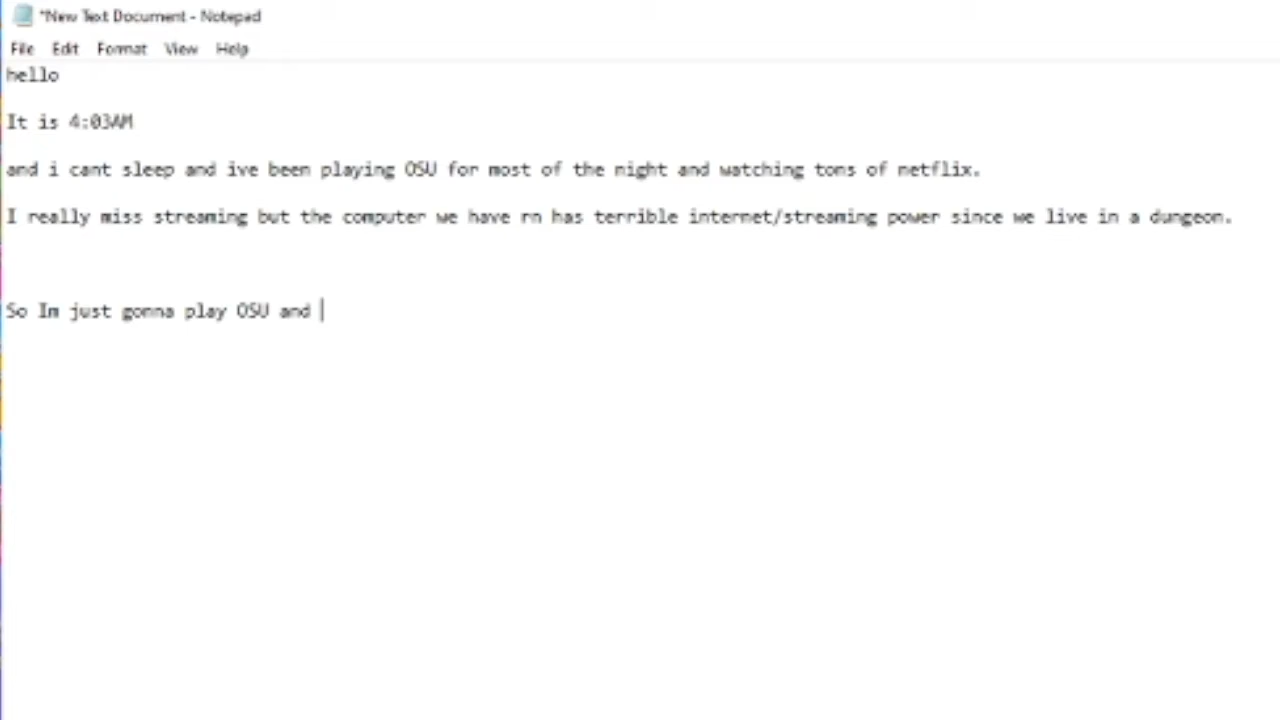 *New Text Document - Notepad
File Edit Format View Help
hello
It is 4:03AM
and i cant sleep and ive been playing OSU for most of the night and watching tons of netflix.
I really miss streaming but the computer we have rn has terrible internet/streaming power since we live in a dungeon.
So Im just gonna play OSU and